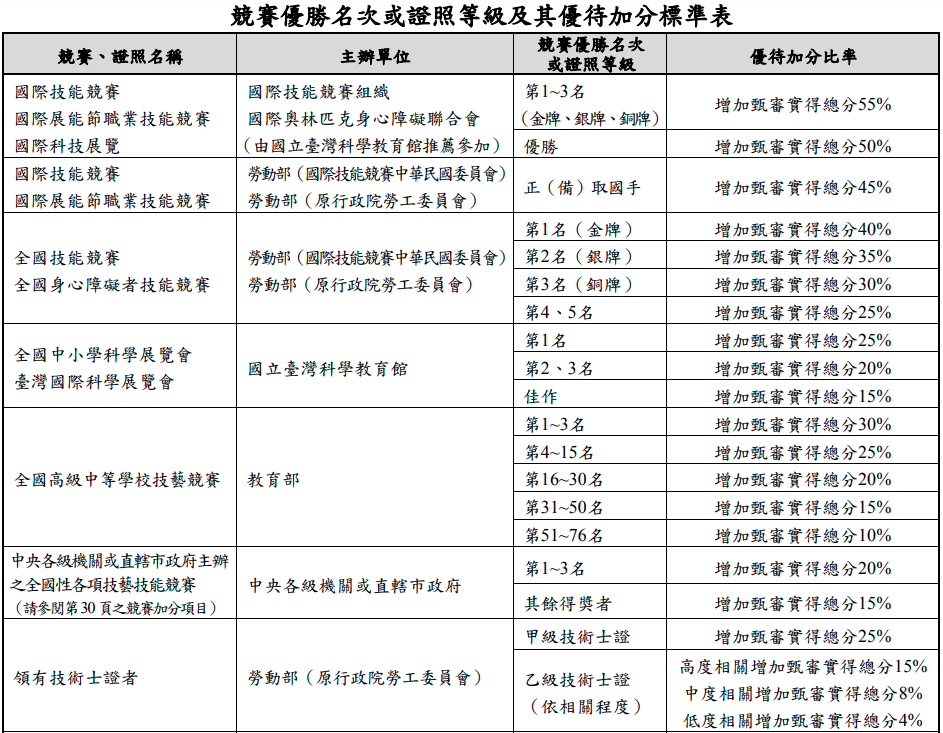 競賽優勝名次或證照等級及其優待加分標準表
競賽、證照名稱
主辦單位
競賽優勝名次
或證照等級
優待加分比率
國際技能競賽
國際展能節職業技能競賽
國際科技展覽
國際技能競賽組織
國際奧林匹克身心障礙聯合會
(由國立臺灣科學教育館推薦參加)
第1~3名
(金牌、銀牌、銅牌)
增加甄審實得總分55%
優勝
增加甄審實得總分50%
國際技能競賽
國際展能節職業技能競賽
勞動部(國際技能競賽中華民國委員會)
勞動部(原行政院勞工委員會)
正(備)取國手
增加甄審實得總分45%
全國技能競賽
全國身心障礙者技能競賽
勞動部(國際技能競賽中華民國委員會)
勞動部(原行政院勞工委員會)
第1名(金牌)
增加甄審實得總分40%
第2名(銀牌)
增加甄審實得總分35%
第3名(銅牌)
增加甄審實得總分30%
第4、5名
增加甄審實得總分25%
全國中小學科學展覽會
臺灣國際科學展覽會
國立臺灣科學教育館
第1名
增加甄審實得總分25%
第2、3名
增加甄審實得總分20%
佳作
增加甄審實得總分15%
全國高級中等學校技藝競賽
教育部
第1~3名
增加甄審實得總分30%
第4~15名
增加甄審實得總分25%
第16~30名
增加甄審實得總分20%
第31~50名
增加甄審實得總分15%
第51~76名
增加甄審實得總分10%
中央各級機關或直轄市政府主辦
之全國性各項技藝技能競賽
(請參閱第30頁之競賽加分項目)
中央各級機關或直轄市政府
第1~3名
增加甄審實得總分20%
其餘得獎者
增加甄審實得總分15%
領有技術士證者
勞動部(原行政院勞工委員會)
甲級技術士證
增加甄審實得總分25%
乙級技術士證
(依相關程度)
高度相關增加甄審實得總分15%
中度相關增加甄審實得總分8%
低度相關增加甄審實得總分4%